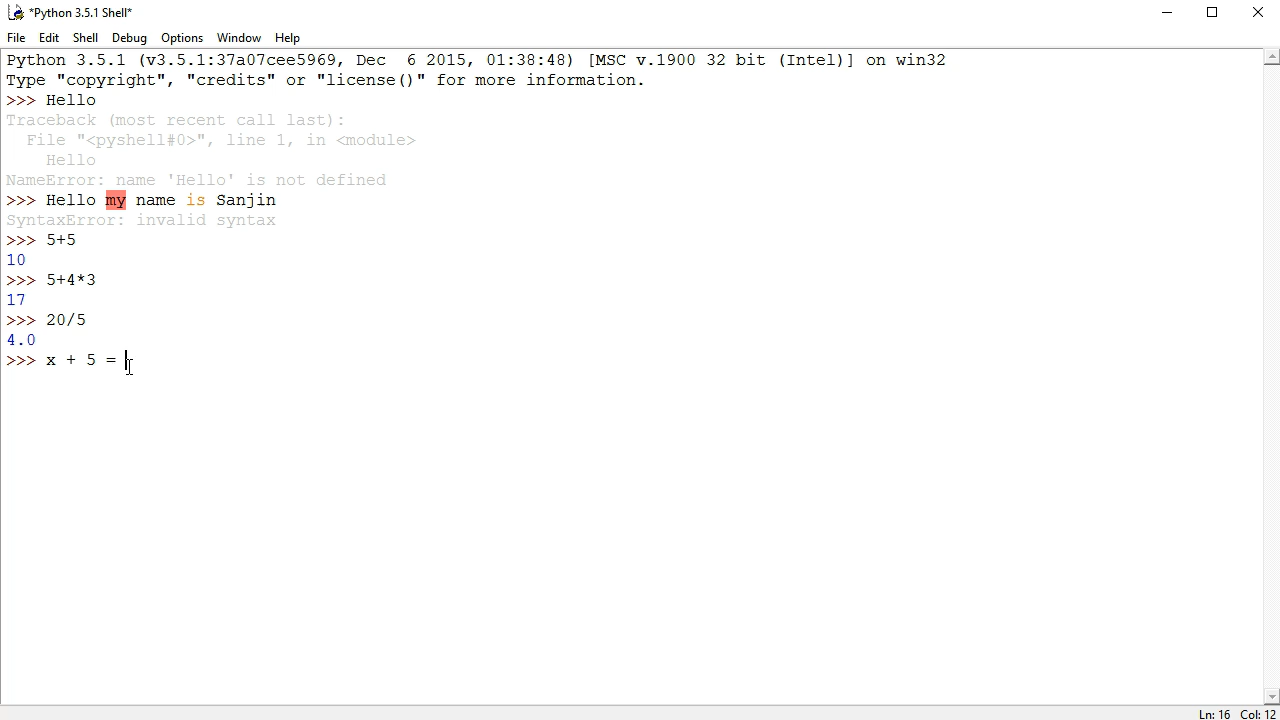 *Python 3.5.1 Shell*
File Edit Shell Debug Options Window Help
Python 3.5.1 (v3.5.1:37a07cee5969, Dec  6 2015, 01:38:48) [MSC v.1900 32 bit (Intel)] on win32
Type "copyright", "credits" or "license()" for more information.
>>> Hello
Traceback (most recent call last):
  File "<pyshell#0>", line 1, in <module>
    Hello
NameError: name 'Hello' is not defined
>>> Hello my name is Sanjin
SyntaxError: invalid syntax
>>> 5+5
10
>>> 5+4*3
17
>>> 20/5
4.0
>>> x + 5 =
Ln: 16 Col: 12